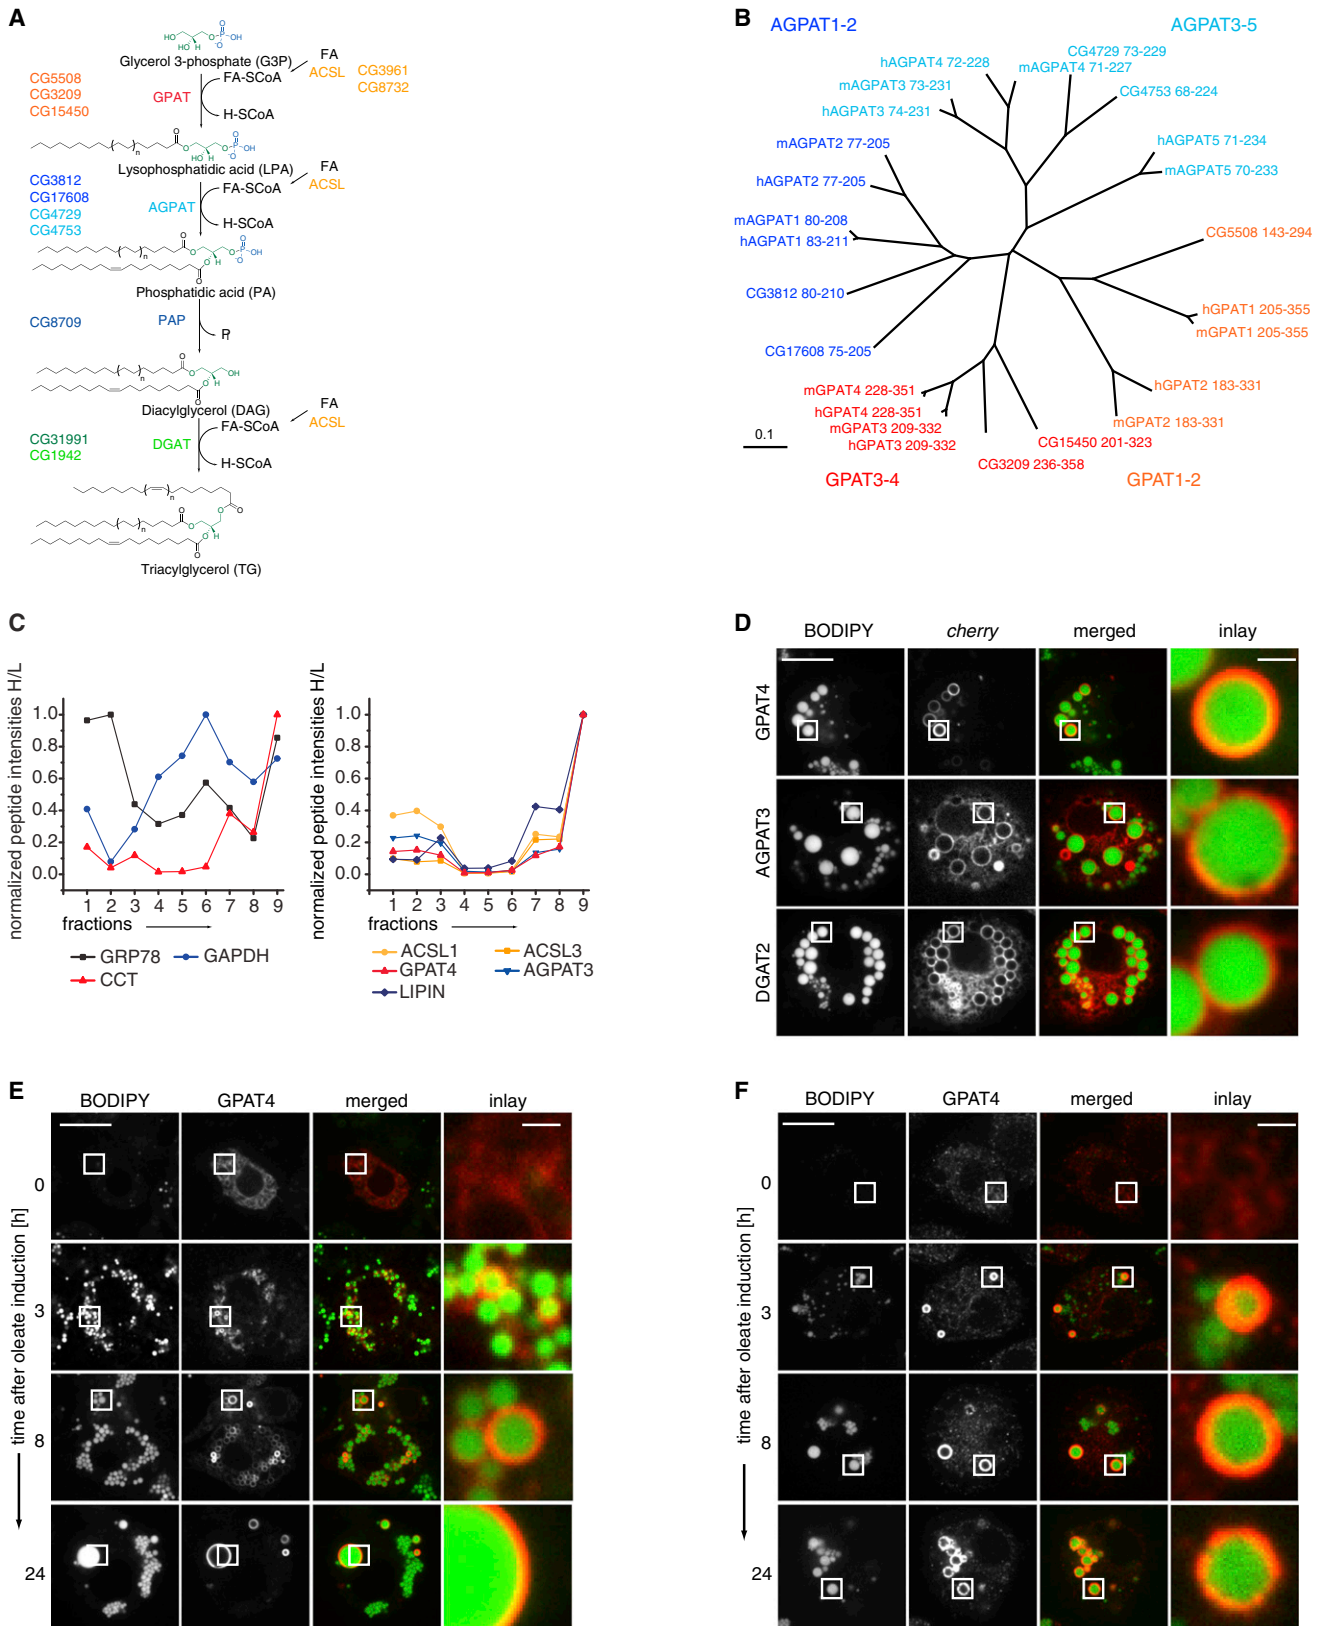 A
Glycerol 3-phosphate (G3P)
CG5508
CG3209
CG15450
GPAT
FA-SCoA
H-SCoA
FA
ACSL
CG3961
CG8732
Lysophosphatidic acid (LPA)
CG3812
CG17608
CG4729
CG4753
AGPAT
FA-SCoA
H-SCoA
FA
ACSL
Phosphatidic acid (PA)
CG8709
PAP
Diacylglycerol (DAG)
CG31991
CG1942
DGAT
FA-SCoA
H-SCoA
FA
ACSL
Triacylglycerol (TG)
B
AGPAT1-2
AGPAT3-5
CG4729 73-229
hAGPAT4 72-228
mAGPAT4 71-227
mAGPAT3 73-231
CG4753 68-224
hAGPAT3 74-231
mAGPAT2 77-205
hAGPAT5 71-234
mAGPAT5 70-233
hAGPAT2 77-205
mAGPAT1 80-208
hAGPAT1 83-211
CG5508 143-294
CG3812 80-210
hGPAT1 205-355
mGPAT1 205-355
CG17608 75-205
mGPAT4 228-351
hGPAT2 183-331
hGPAT4 228-351
mGPAT3 209-332
mGPAT2 183-331
hGPAT3 209-332
CG15450 201-323
CG3209 236-358
0.1
GPAT3-4
GPAT1-2
C
normalized peptide intensities H/L
1.0
0.8
0.6
0.4
0.2
0.0
1 2 3 4 5 6 7 8 9
fractions
GRP78
GAPDH
CCT
normalized peptide intensities H/L
1.0
0.8
0.6
0.4
0.2
0.0
1 2 3 4 5 6 7 8 9
fractions
ACSL1
ACSL3
GPAT4
AGPAT3
LIPIN
D
BODIPY
cherry
merged
inlay
GPAT4
AGPAT3
DGAT2
E
BODIPY
GPAT4
merged
inlay
time after oleate induction [h]
0
3
8
24
F
BODIPY
GPAT4
merged
inlay
time after oleate induction [h]
0
3
8
24